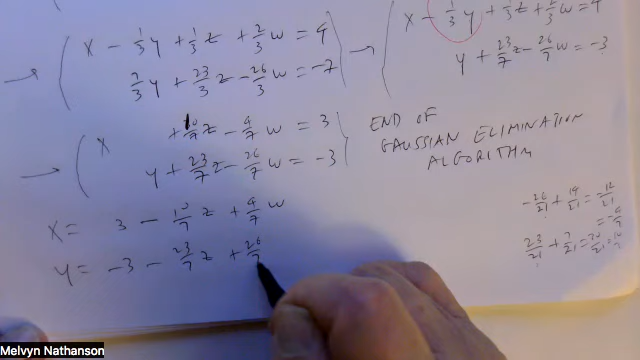 → ( x - 1/3 y + 1/3 z + 2/3 w = 4 ) →
7/3 y + 23/3 z - 26/3 w = -7
( x - 1/3 y + 1/3 z + 2/3 w = 4
y + 23/7 z - 26/7 w = -3
→ ( x + 10/7 z - 4/7 w = 3 )
y + 23/7 z - 26/7 w = -3
END OF
GAUSSIAN ELIMINATION
ALGORITHM
x = 3 - 10/7 z + 4/7 w
y = -3 - 23/7 z + 26/7
-26/21 + 14/21 = -12/21
23/21 + 7/21 = 30/21 = 10/7
Melvyn Nathanson